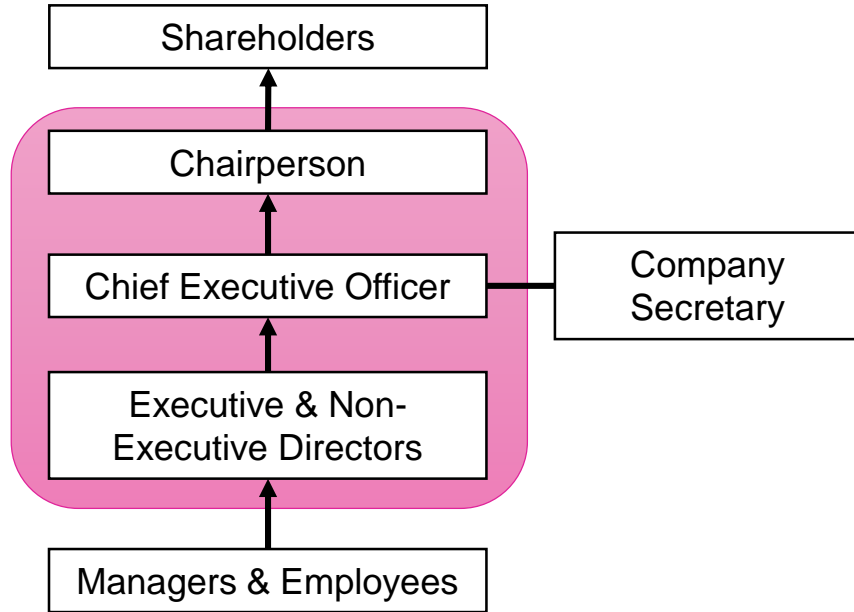 Shareholders
Chairperson
Chief Executive Officer
Company
Secretary
Executive & Non-
Executive Directors
Managers & Employees